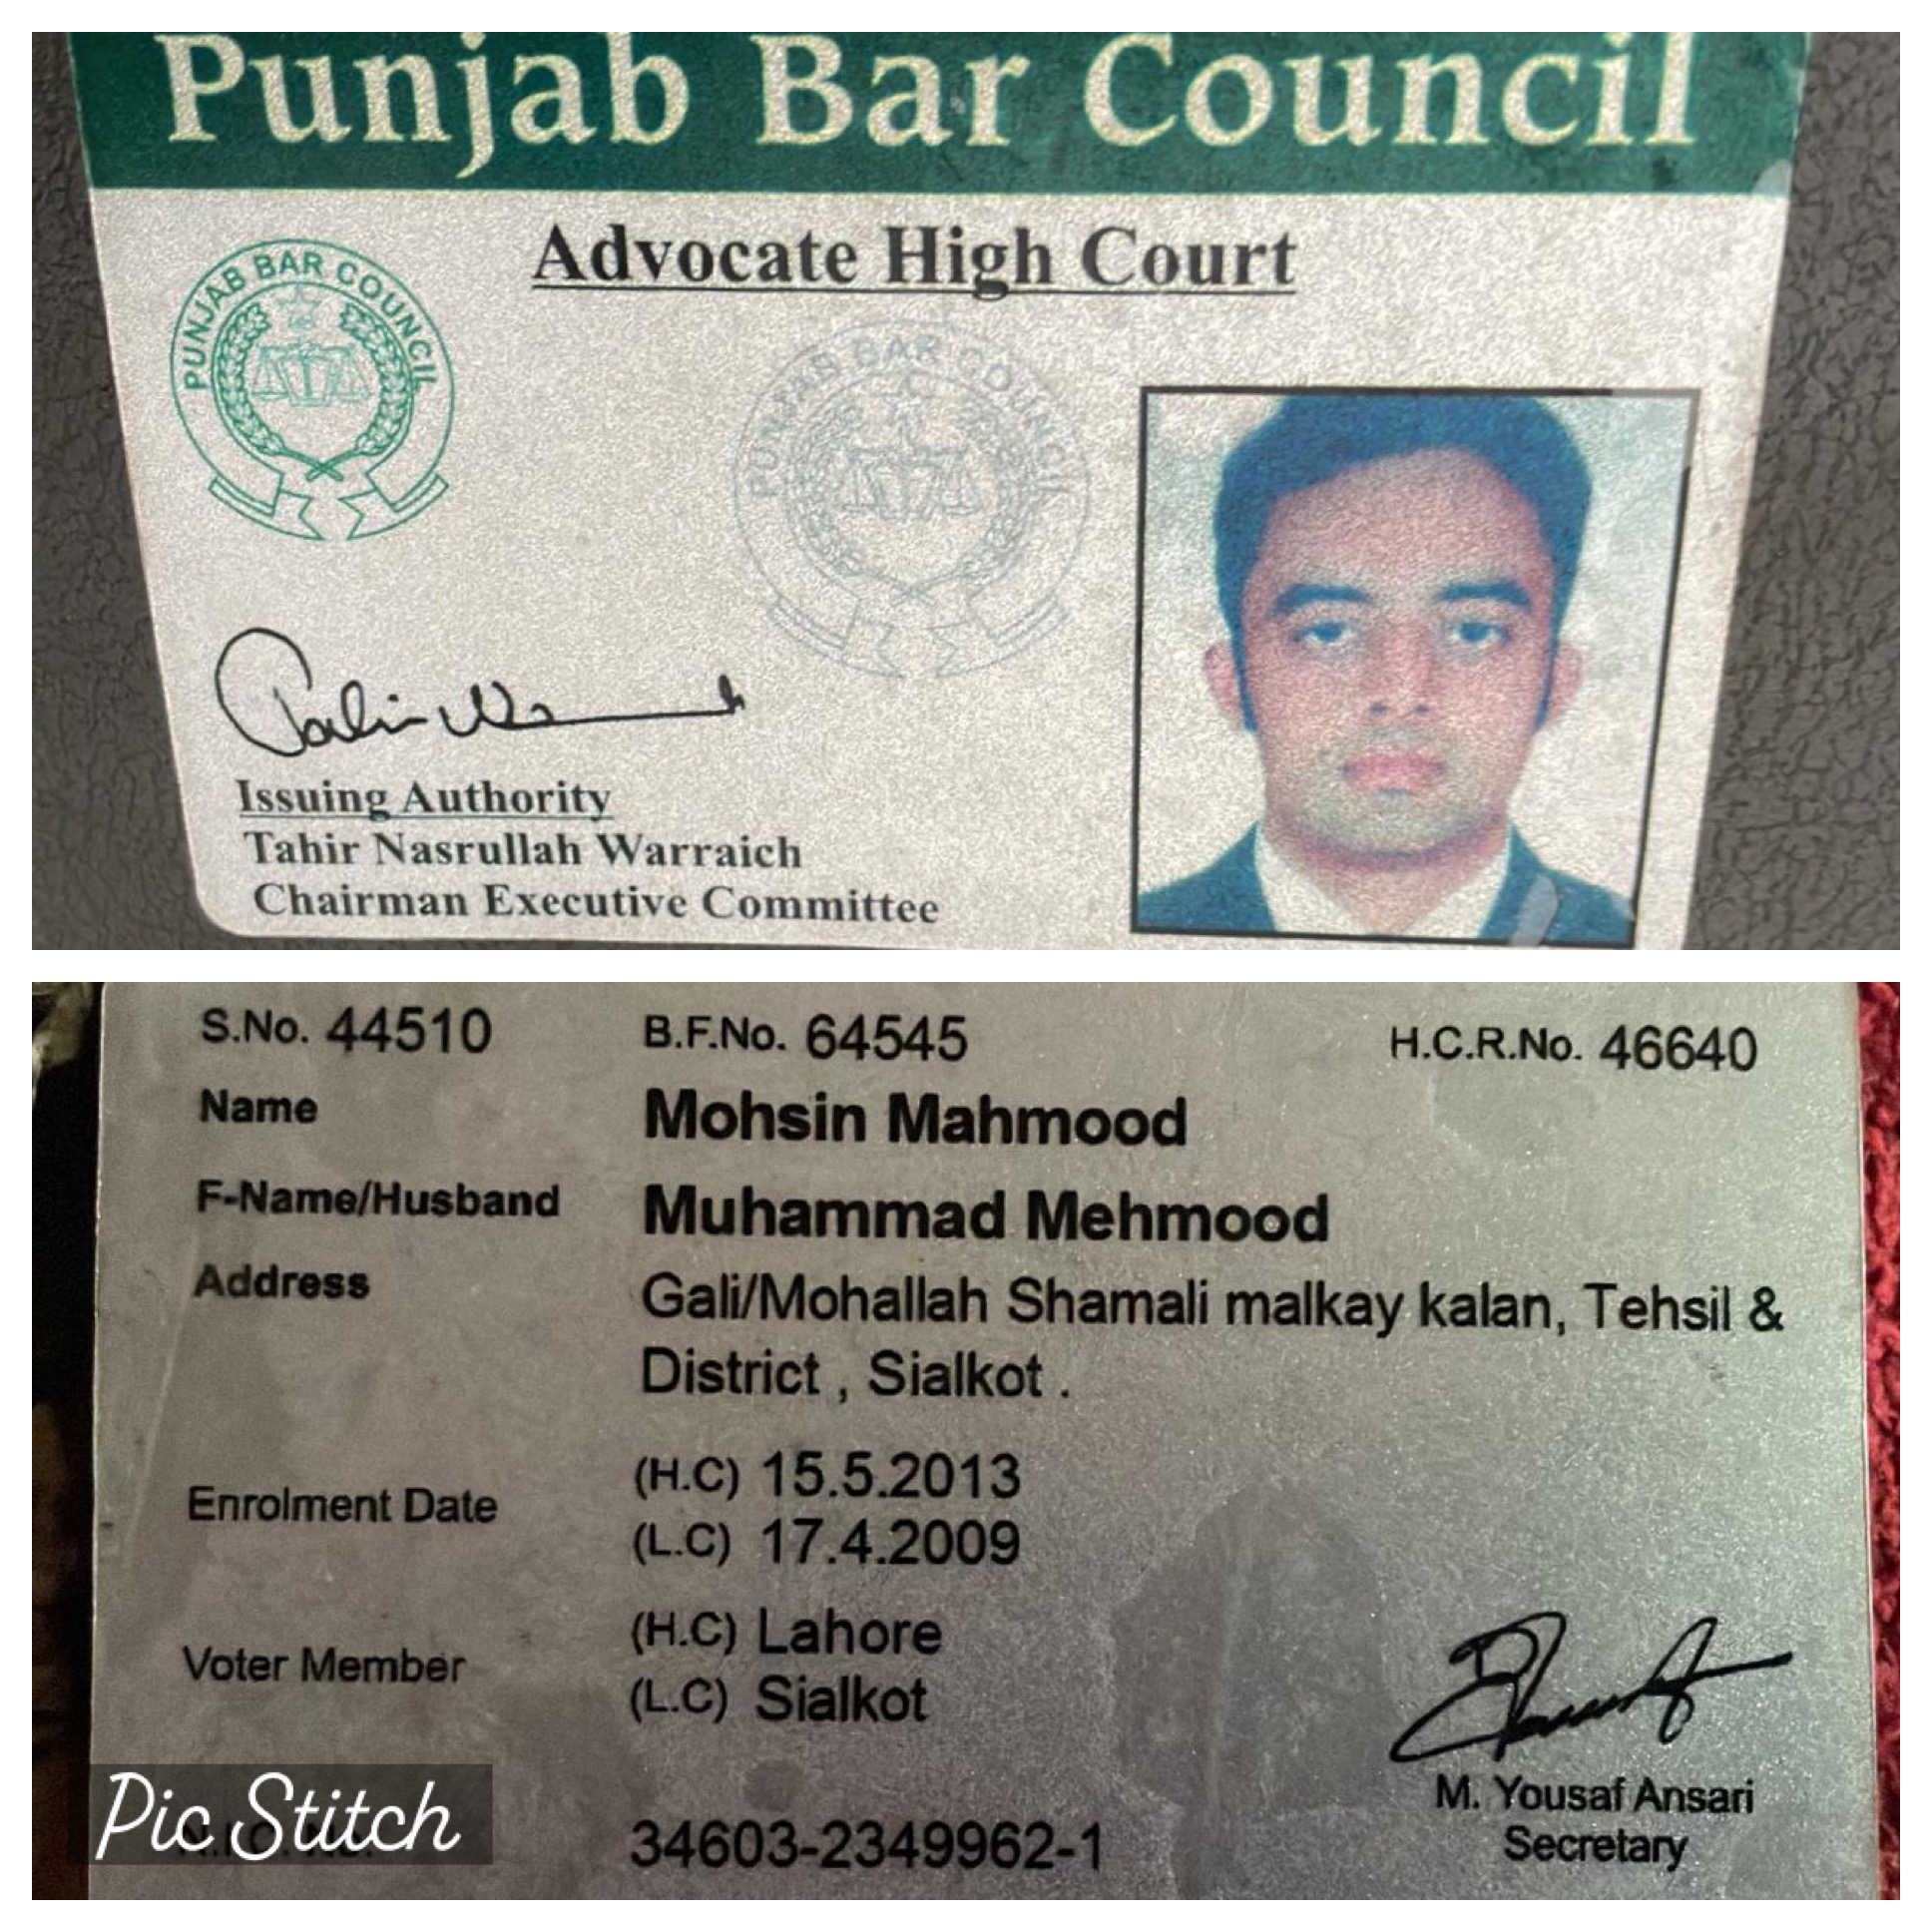 Punjab Bar Council
Advocate High Court
PUNJAB BAR COUNCIL
PUNJAB BAR COUNCIL
Issuing Authority
Tahir Nasrullah Warraich
Chairman Executive Committee
S.No. 44510 B.F.No. 64545 H.C.R.No. 46640
Name Mohsin Mahmood
F-Name/Husband Muhammad Mehmood
Address Gali/Mohallah Shamali malkay kalan, Tehsil &
District , Sialkot .
Enrolment Date (H.C) 15.5.2013
(L.C) 17.4.2009
Voter Member (H.C) Lahore
(L.C) Sialkot
M. Yousaf Ansari
Secretary
Pic Stitch
34603-2349962-1